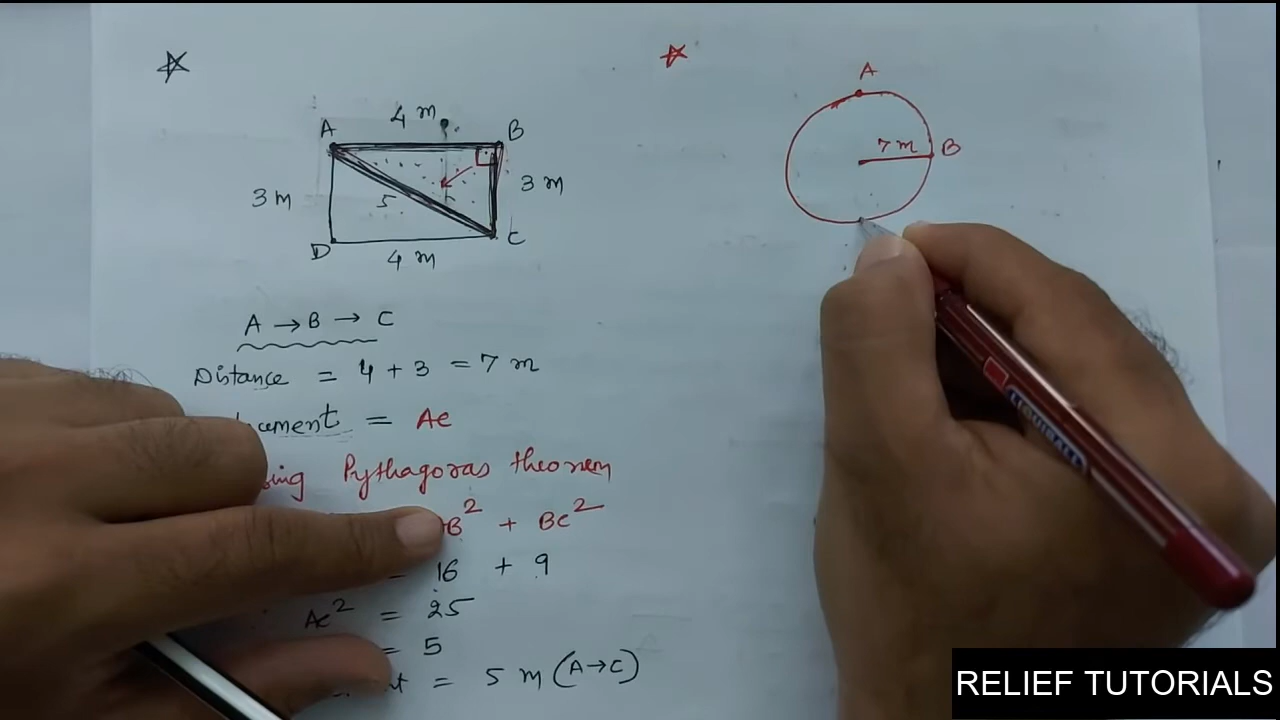 A B
4 m
3 m
5
3 m
D C
4 m
A → B → C
Distance = 4 + 3 = 7 m
= AC
Pythagoras theorem
B² + BC²
= 16 + 9
AC² = 25
= 5
= 5 m (A→C)
A
7 m B
LIQUIBALL
RELIEF TUTORIALS